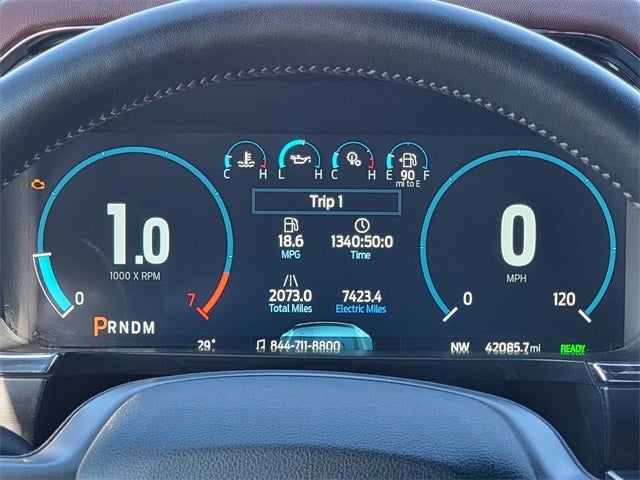 C H L H C H E 90 F
mi to E
Trip 1
18.6 1340:50:0
MPG Time
2073.0 7423.4
Total Miles Electric Miles
1.0
1000 X RPM
0 7
PRNDM
0
MPH
0 120
29° 844-711-8800 NW 42085.7 mi READY